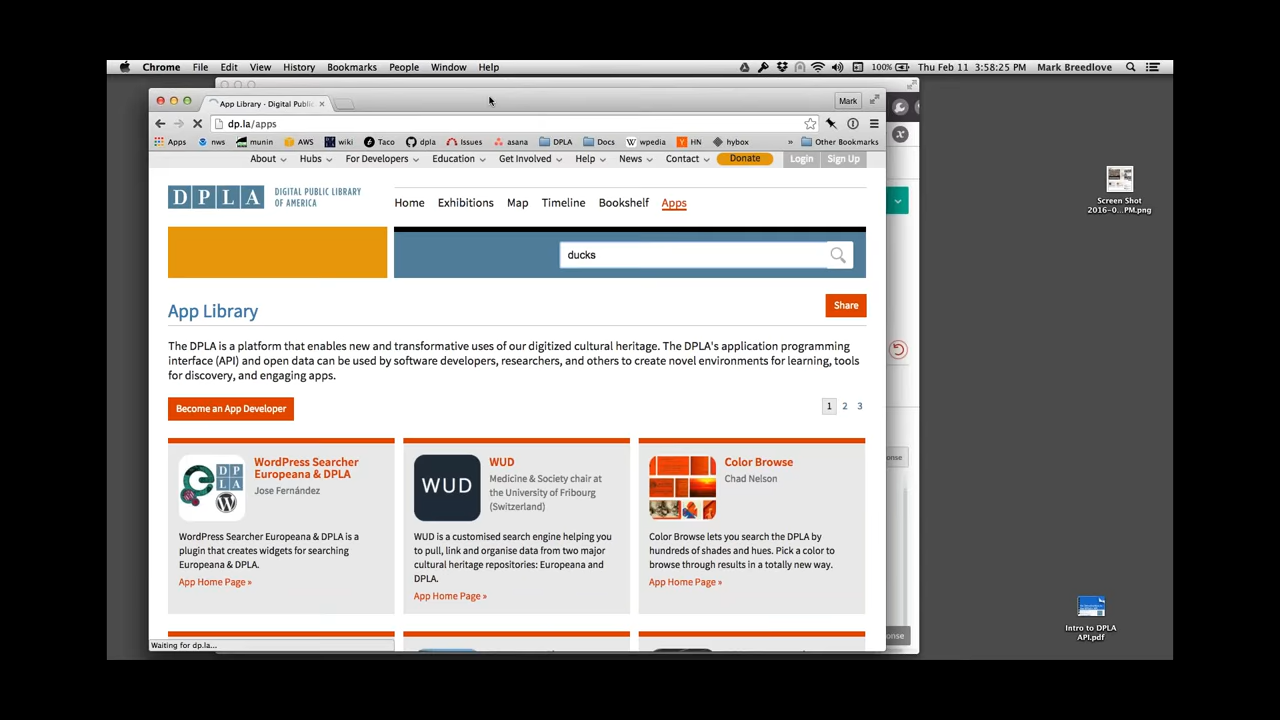 Chrome File Edit View History Bookmarks People Window Help 100% Thu Feb 11 3:58:25 PM Mark Breedlove
App Library - Digital Public Mark
dp.la/apps
Apps nws munin AWS wiki Taco dpla Issues asana DPLA Docs wpedia HN hybox » Other Bookmarks
About Hubs For Developers Education Get Involved Help News Contact Donate Login Sign Up
DPLA DIGITAL PUBLIC LIBRARY
OF AMERICA
Home Exhibitions Map Timeline Bookshelf Apps
ducks
App Library
Share
The DPLA is a platform that enables new and transformative uses of our digitized cultural heritage. The DPLA's application programming
interface (API) and open data can be used by software developers, researchers, and others to create novel environments for learning, tools
for discovery, and engaging apps.
Become an App Developer
1 2 3
WordPress Searcher
Europeana & DPLA
Jose Fernández
WordPress Searcher Europeana & DPLA is a
plugin that creates widgets for searching
Europeana & DPLA.
App Home Page »
WUD
WUD
Medicine & Society chair at
the University of Fribourg
(Switzerland)
WUD is a customised search engine helping you
to pull, link and organise data from two major
cultural heritage repositories: Europeana and
DPLA.
App Home Page »
Color Browse
Chad Nelson
Color Browse lets you search the DPLA by
hundreds of shades and hues. Pick a color to
browse through results in a totally new way.
App Home Page »
Waiting for dp.la...
Screen Shot
2016-0...PM.png
Intro to DPLA
API.pdf